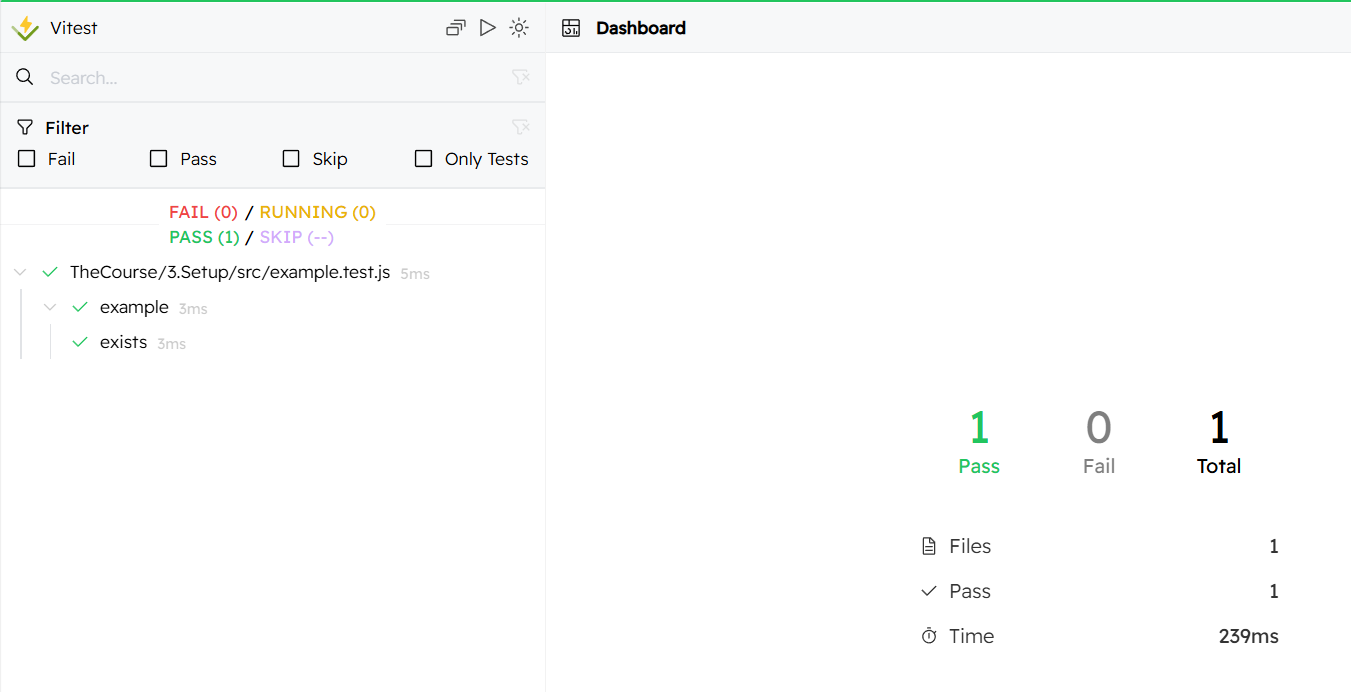 Vitest
Dashboard
Search...
Filter
Fail Pass Skip Only Tests
FAIL (0) / RUNNING (0)
PASS (1) / SKIP (--)
TheCourse/3.Setup/src/example.test.js 5ms
example 3ms
exists 3ms
1 0 1
Pass Fail Total
Files 1
Pass 1
Time 239ms